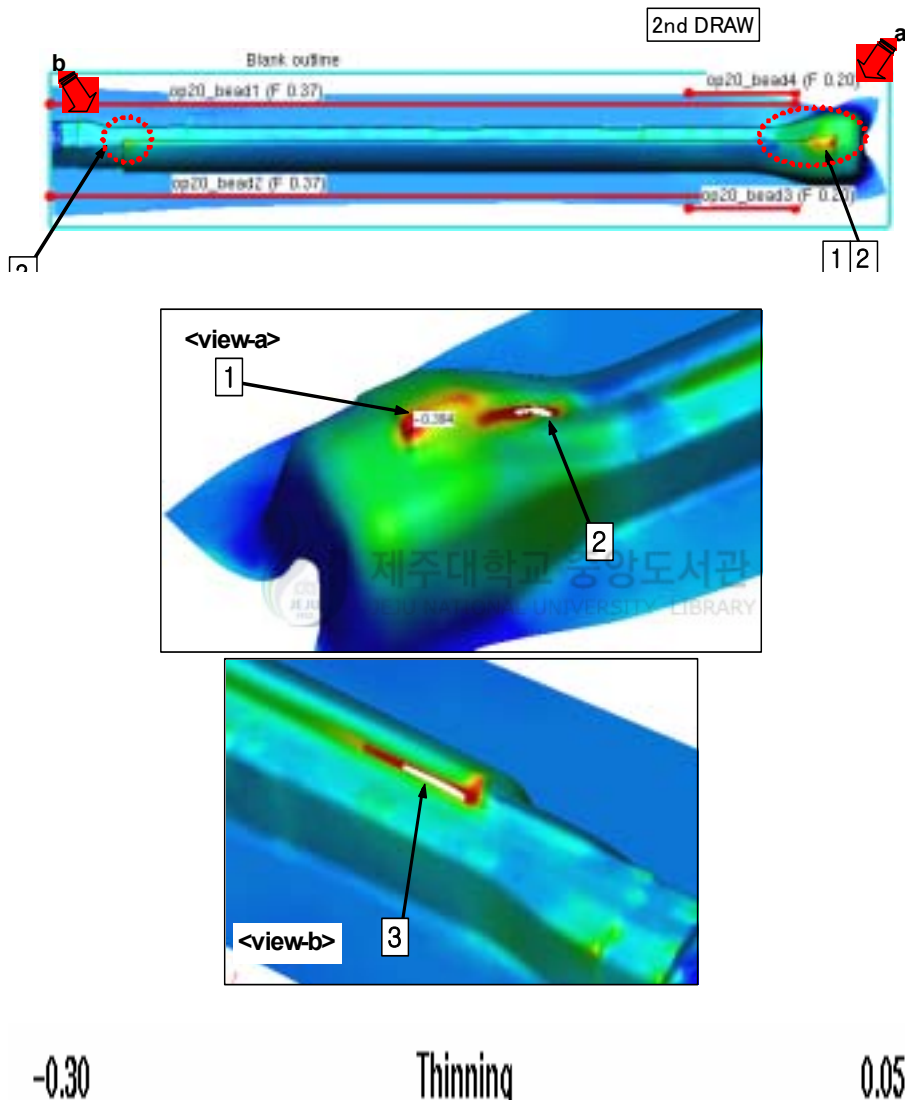 2nd DRAW
a
b
Blank outline
op20_bead4 (F 0.20)
op20_bead1 (F 0.37)
op20_bead2 (F 0.37)
op20_bead3 (F 0.20)
1 2
<view-a>
1
-0.394
2
제주대학교 중앙도서관
JEJU NATIONAL UNIVERSITY LIBRARY
JEJU
3
<view-b>
-0.30 Thinning 0.05